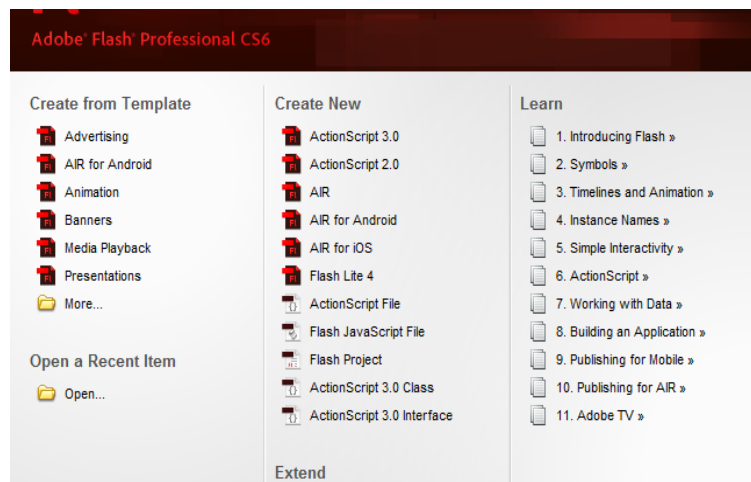 Adobe® Flash® Professional CS6
Create from Template
Advertising
AIR for Android
Animation
Banners
Media Playback
Presentations
More...
Open a Recent Item
Open...
Create New
ActionScript 3.0
ActionScript 2.0
AIR
AIR for Android
AIR for iOS
Flash Lite 4
ActionScript File
Flash JavaScript File
Flash Project
ActionScript 3.0 Class
ActionScript 3.0 Interface
Extend
Learn
1. Introducing Flash »
2. Symbols »
3. Timelines and Animation »
4. Instance Names »
5. Simple Interactivity »
6. ActionScript »
7. Working with Data »
8. Building an Application »
9. Publishing for Mobile »
10. Publishing for AIR »
11. Adobe TV »